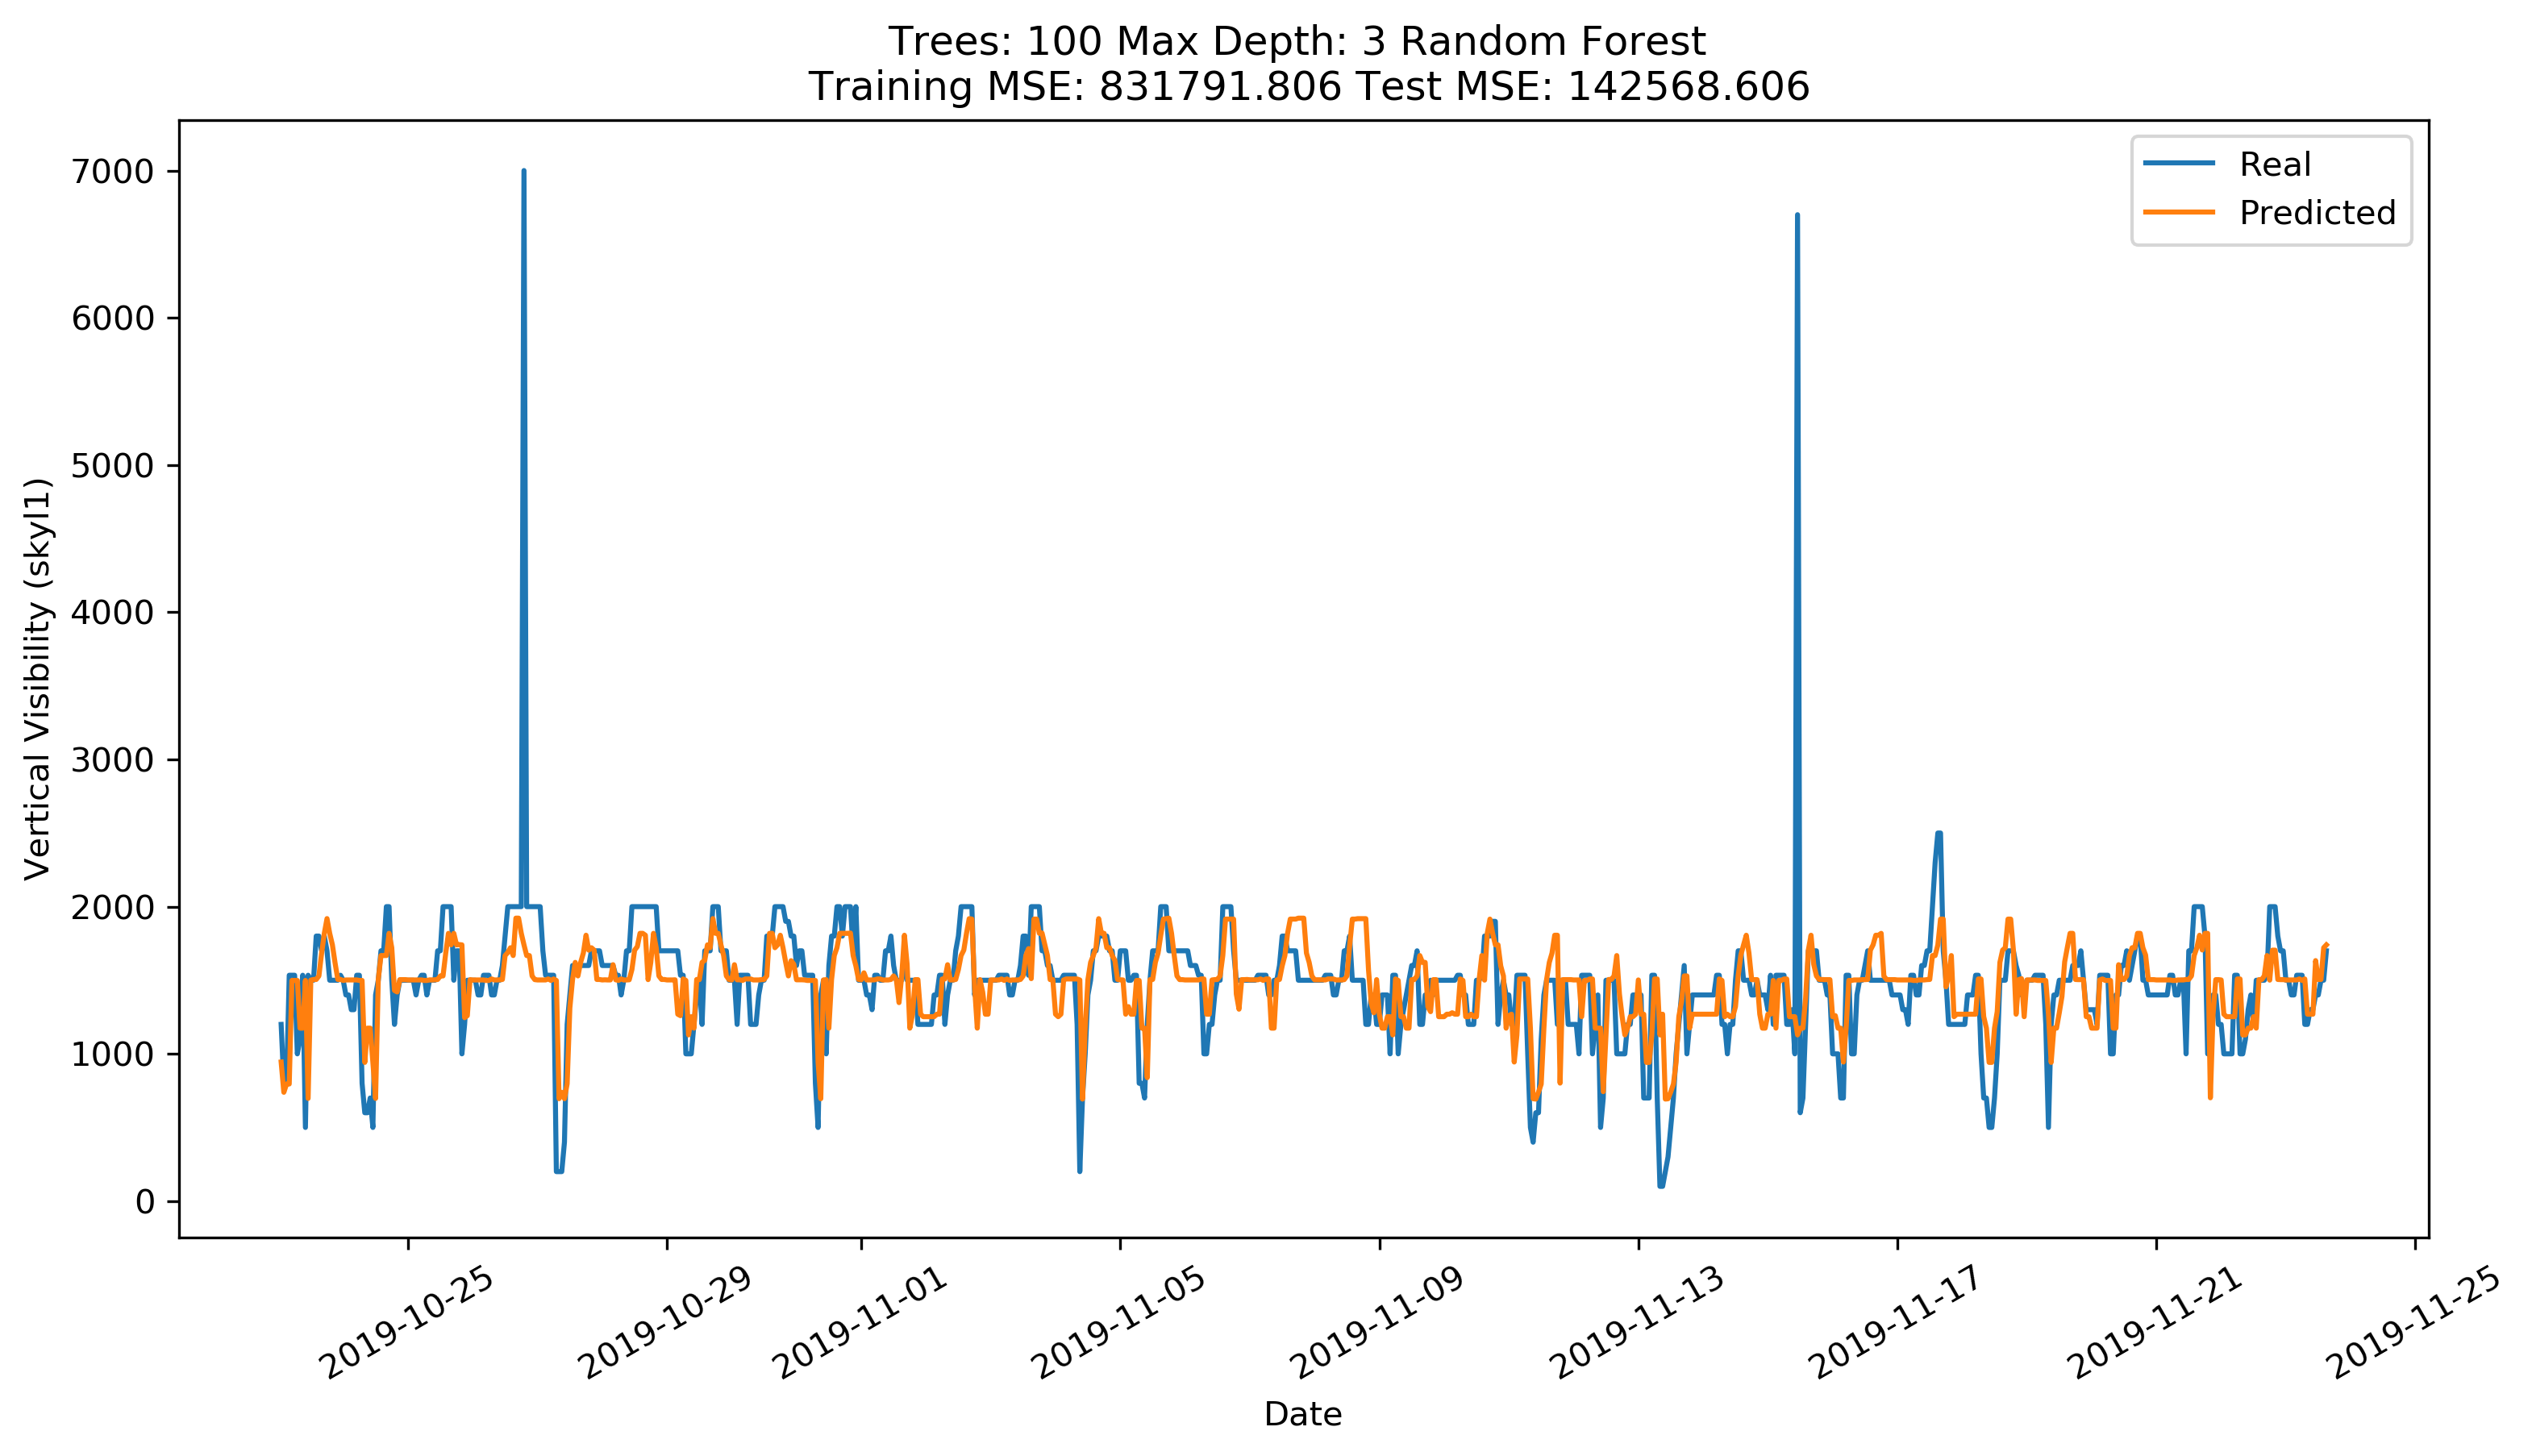 Trees: 100 Max Depth: 3 Random Forest
Training MSE: 831791.806 Test MSE: 142568.606
Real
Predicted
Vertical Visibility (skyl1)
7000
6000
5000
4000
3000
2000
1000
0
2019-10-25
2019-10-29
2019-11-01
2019-11-05
2019-11-09
2019-11-13
2019-11-17
2019-11-21
2019-11-25
Date